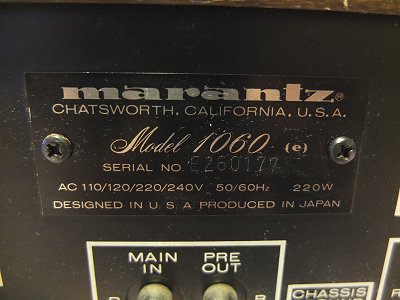 marantz®
CHATSWORTH, CALIFORNIA, U.S.A.
Model 1060 (e)
SERIAL NO. E260177
AC 110/120/220/240V 50/60Hz 220W
DESIGNED IN U.S.A PRODUCED IN JAPAN
MAIN IN
PRE OUT
CHASSIS